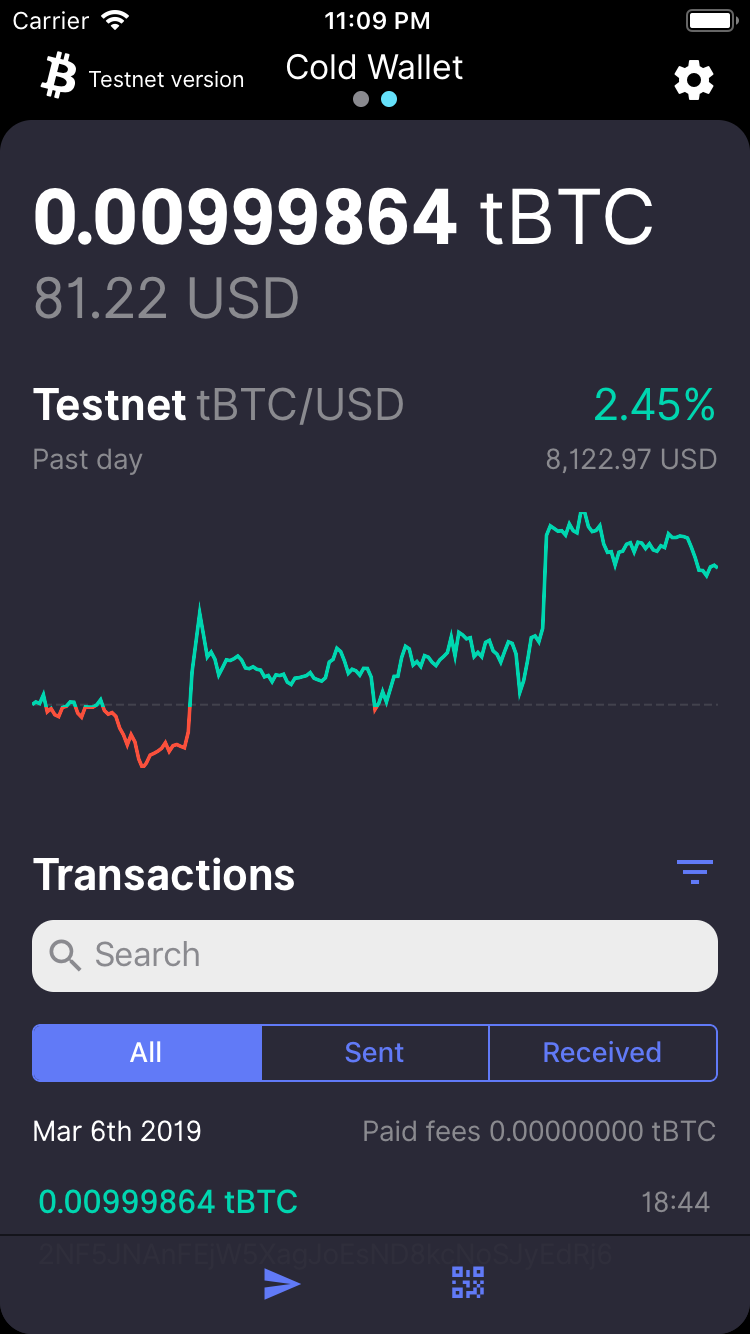 Carrier 11:09 PM
Testnet version Cold Wallet
0.00999864 tBTC
81.22 USD
Testnet tBTC/USD 2.45%
Past day 8,122.97 USD
Transactions
Search
All Sent Received
Mar 6th 2019 Paid fees 0.00000000 tBTC
0.00999864 tBTC 18:44